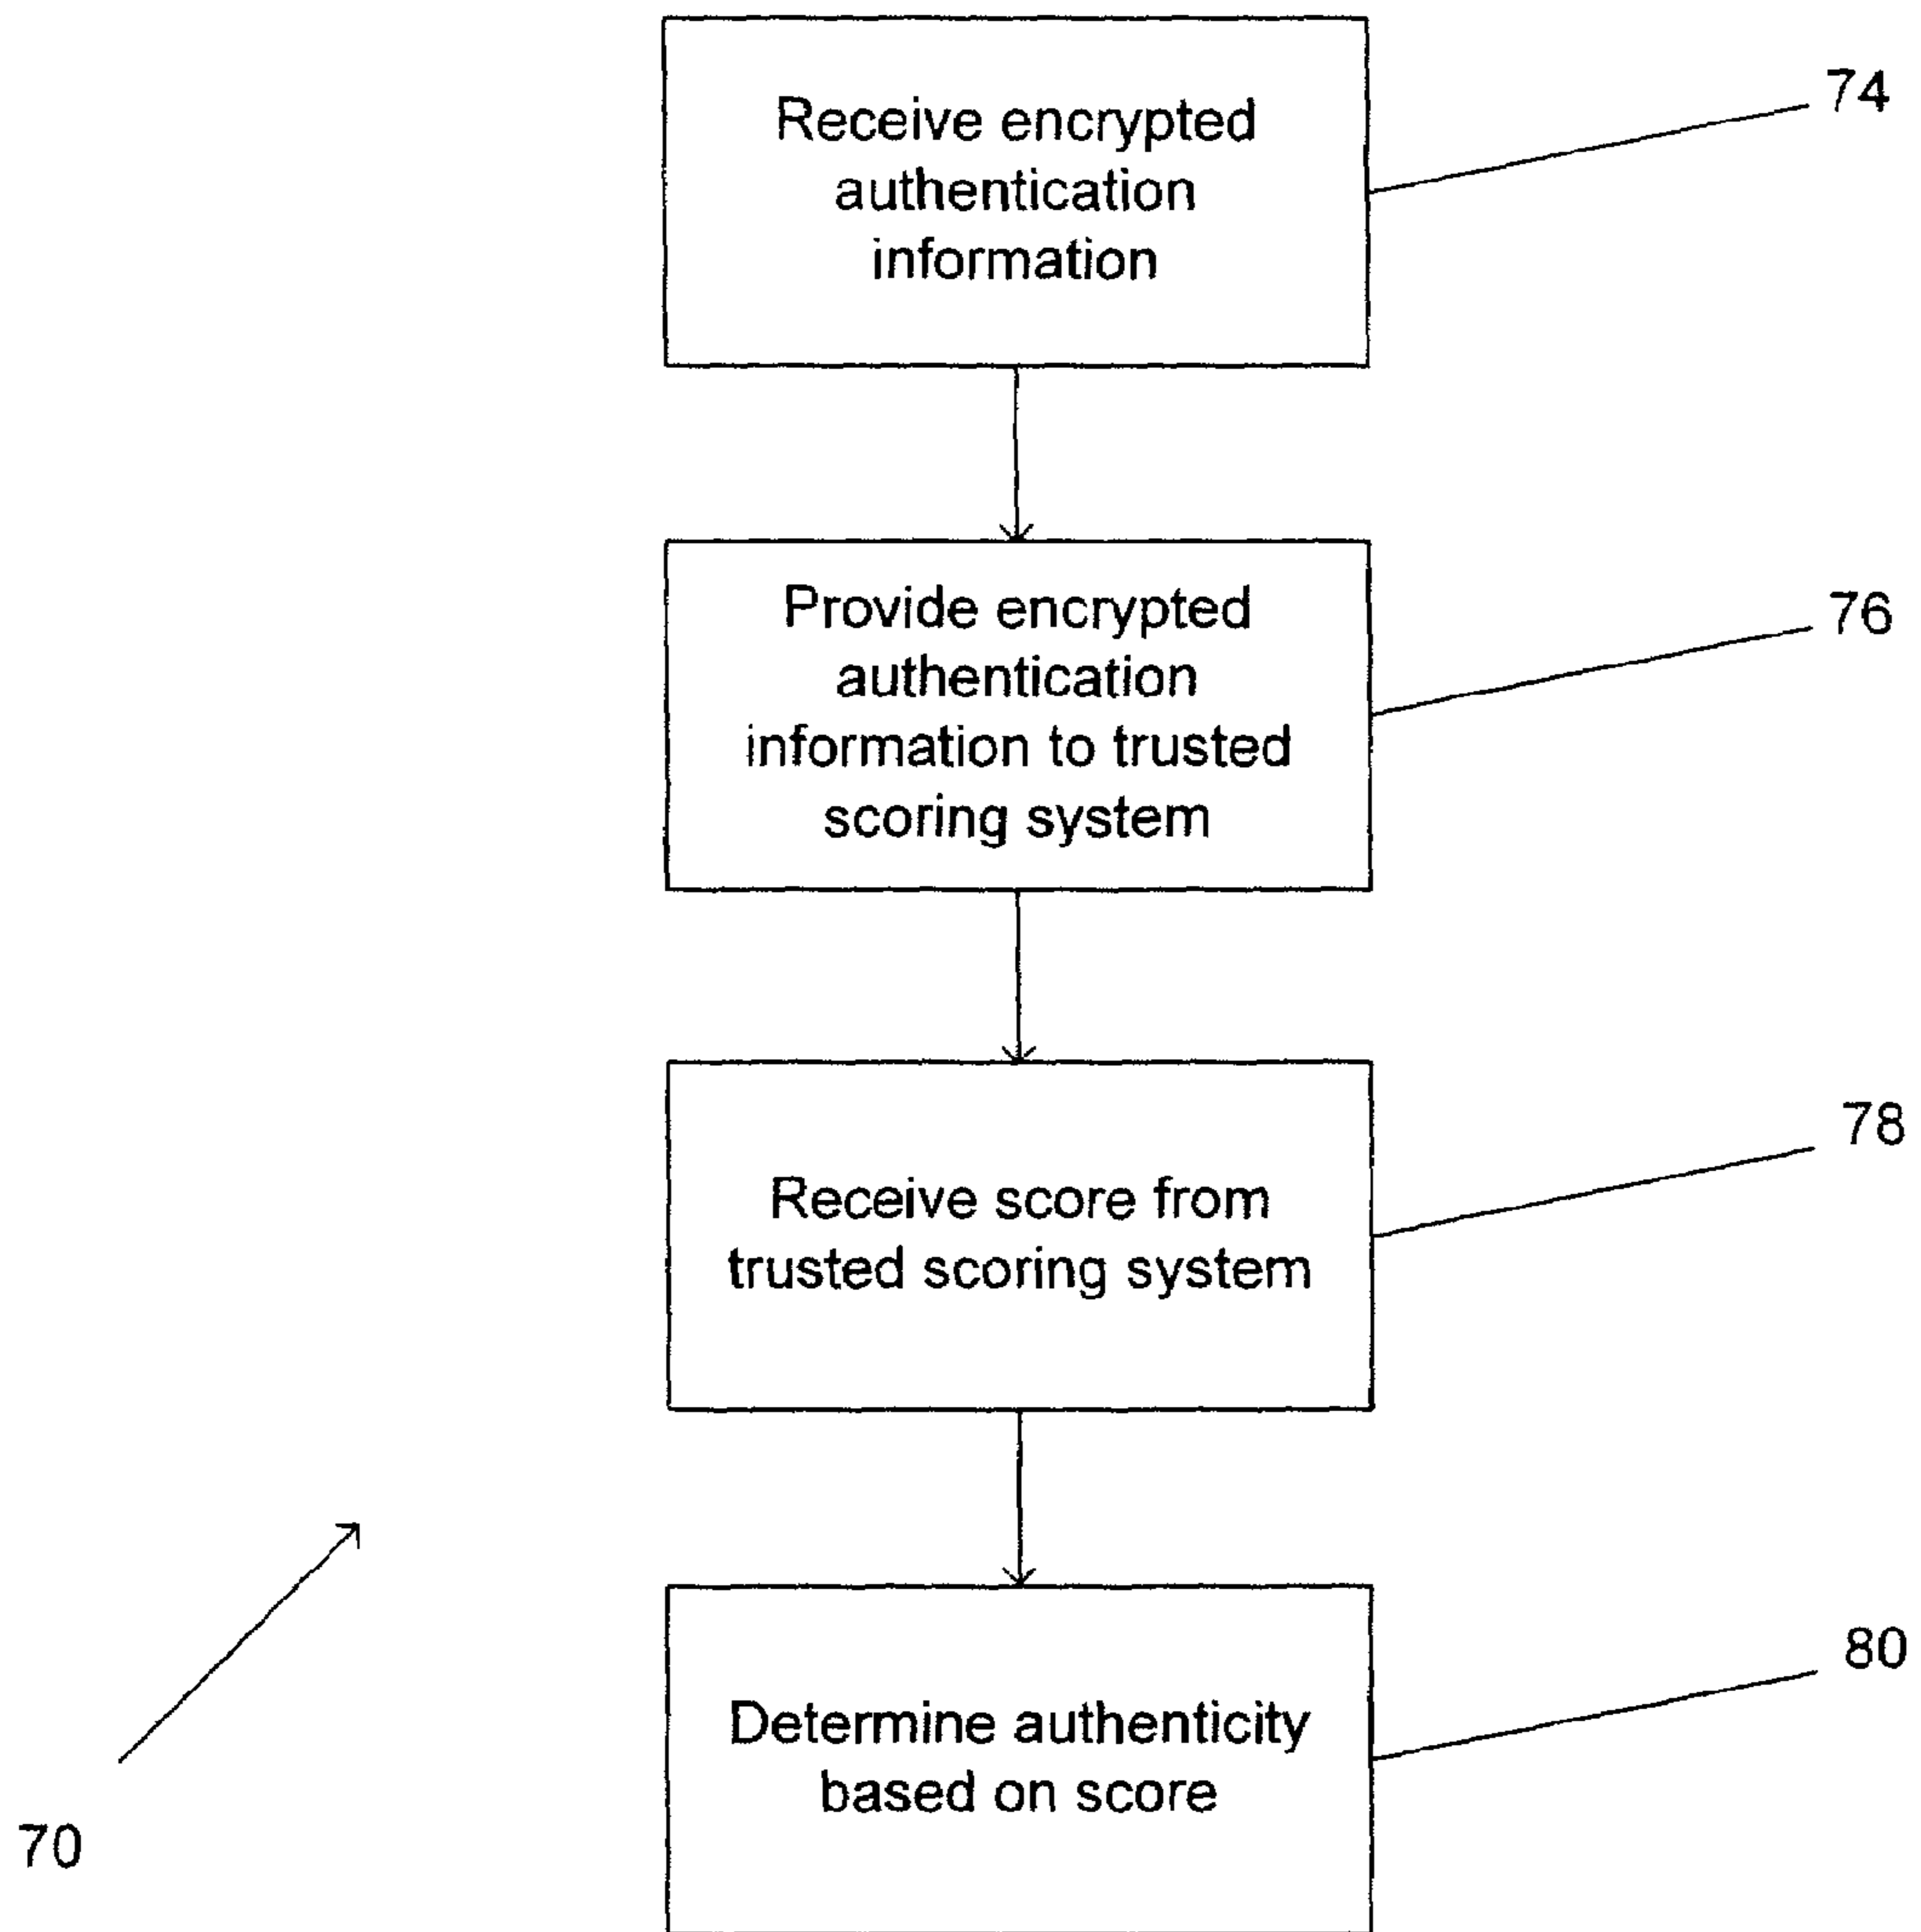 Receive encrypted
authentication
information
74
Provide encrypted
authentication
information to trusted
scoring system
76
Receive score from
trusted scoring system
78
Determine authenticity
based on score
80
70